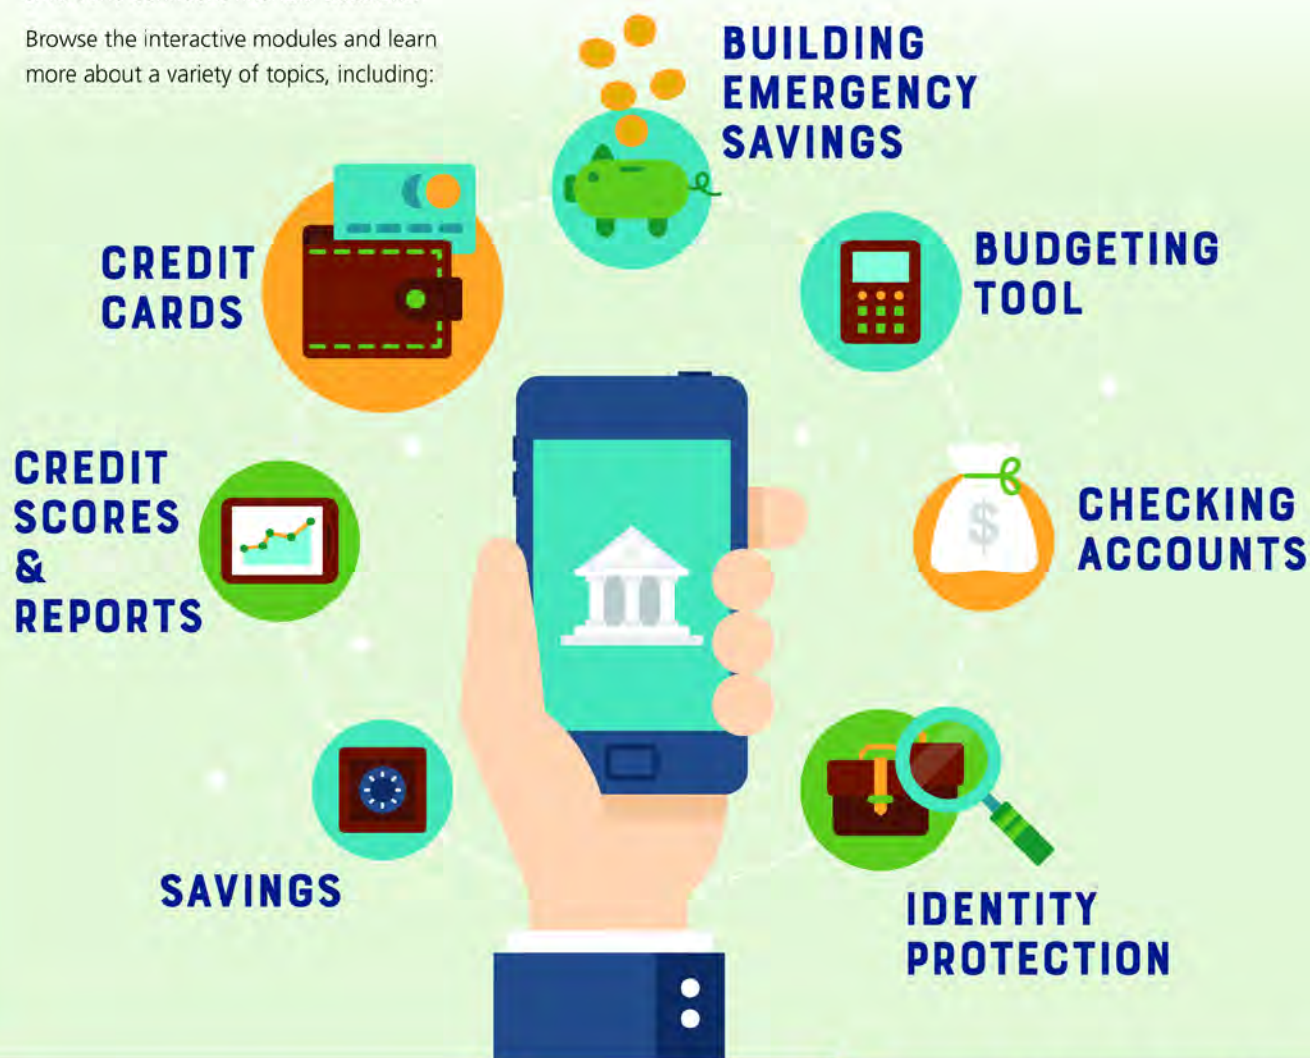 Browse the interactive modules and learn
more about a variety of topics, including:
BUILDING
EMERGENCY
SAVINGS
CREDIT
CARDS
BUDGETING
TOOL
CREDIT
SCORES
&
REPORTS
$
CHECKING
ACCOUNTS
SAVINGS
IDENTITY
PROTECTION